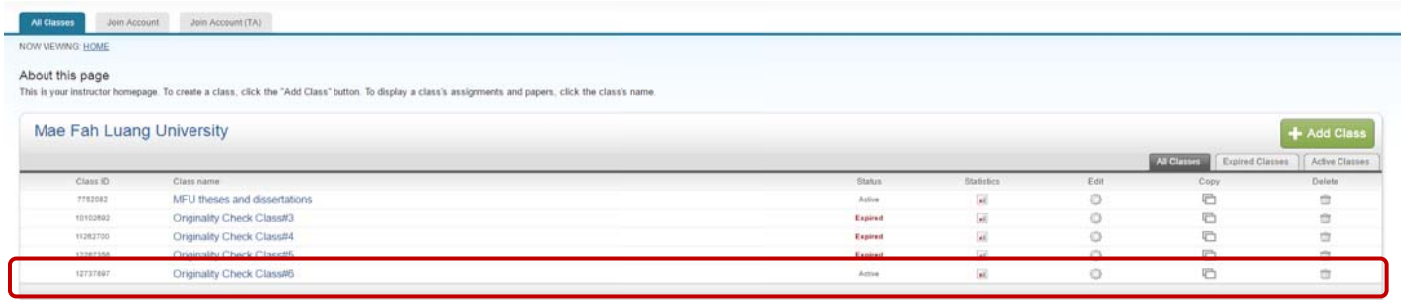 All Classes Join Account Join Account (TA)
NOW VIEWING: HOME
About this page
This is your instructor homepage. To create a class, click the "Add Class" button. To display a class's assignments and papers, click the class's name.
Mae Fah Luang University
+ Add Class
All Classes Expired Classes Active Classes
Class ID Class name Status Statistics Edit Copy Delete
7782082 MFU theses and dissertations Active
10102692 Originality Check Class#3 Expired
11262700 Originality Check Class#4 Expired
Originality Check Class#5 Expired
12737697 Originality Check Class#6 Active